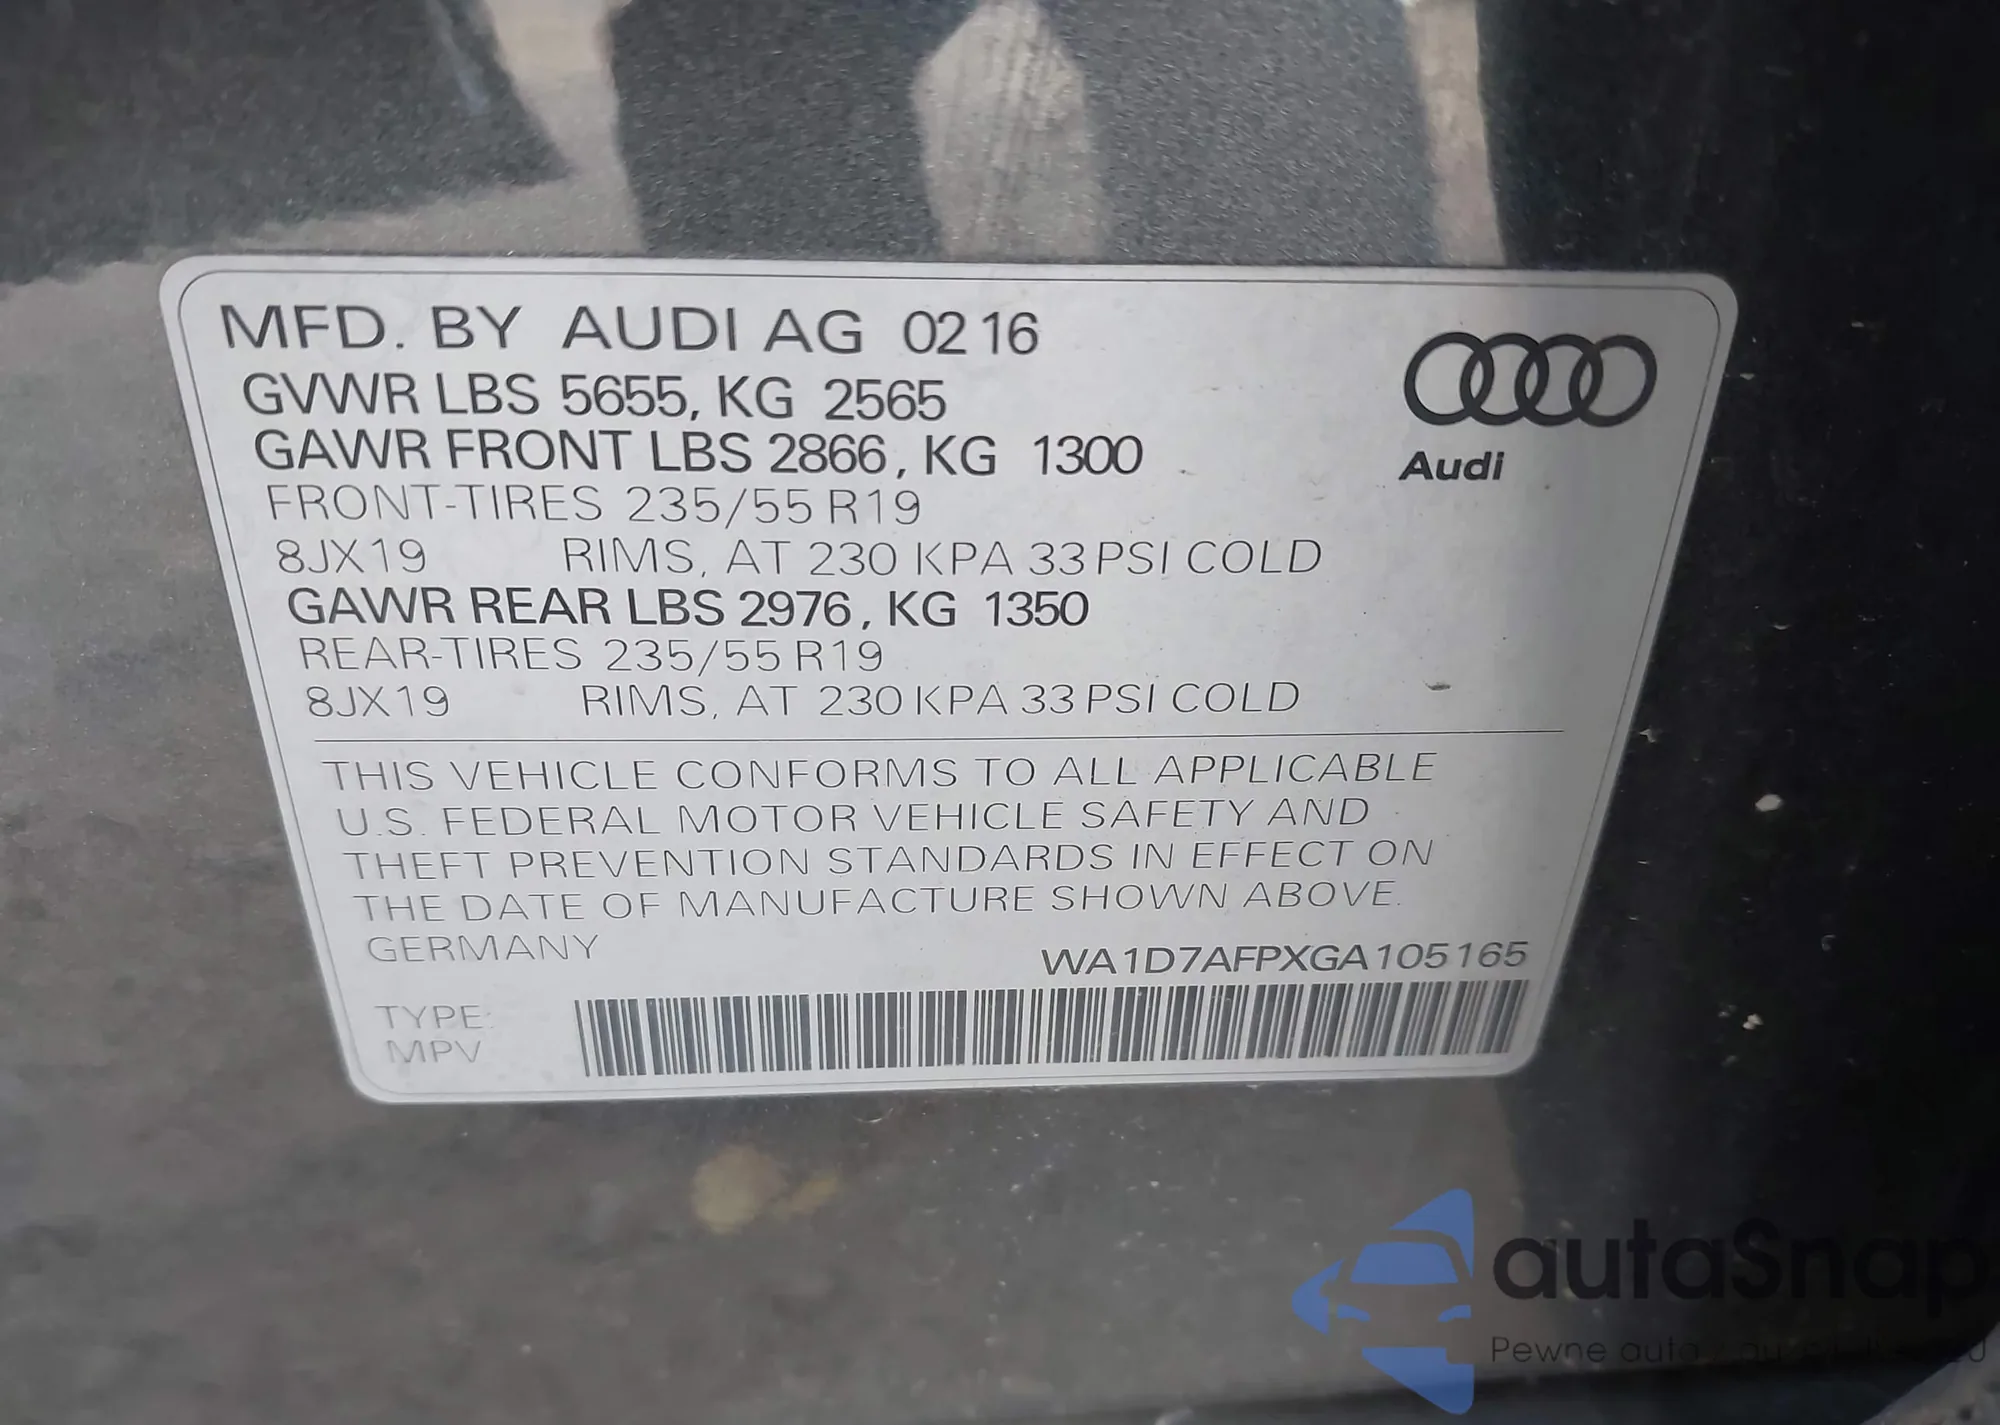 MFD. BY AUDI AG 02 16
GVWR LBS 5655, KG 2565
GAWR FRONT LBS 2866, KG 1300
FRONT-TIRES 235/55 R19
8JX19 RIMS, AT 230 KPA 33 PSI COLD
GAWR REAR LBS 2976, KG 1350
REAR-TIRES 235/55 R19
8JX19 RIMS, AT 230 KPA 33 PSI COLD
Audi
THIS VEHICLE CONFORMS TO ALL APPLICABLE
U.S. FEDERAL MOTOR VEHICLE SAFETY AND
THEFT PREVENTION STANDARDS IN EFFECT ON
THE DATE OF MANUFACTURE SHOWN ABOVE.
GERMANY WA1D7AFPXGA105165
TYPE:
MPV
autaSnap
Pewne auta z